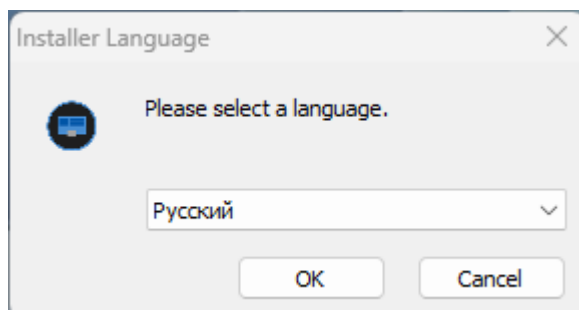 Installer Language
Please select a language.
Русский
OK
Cancel